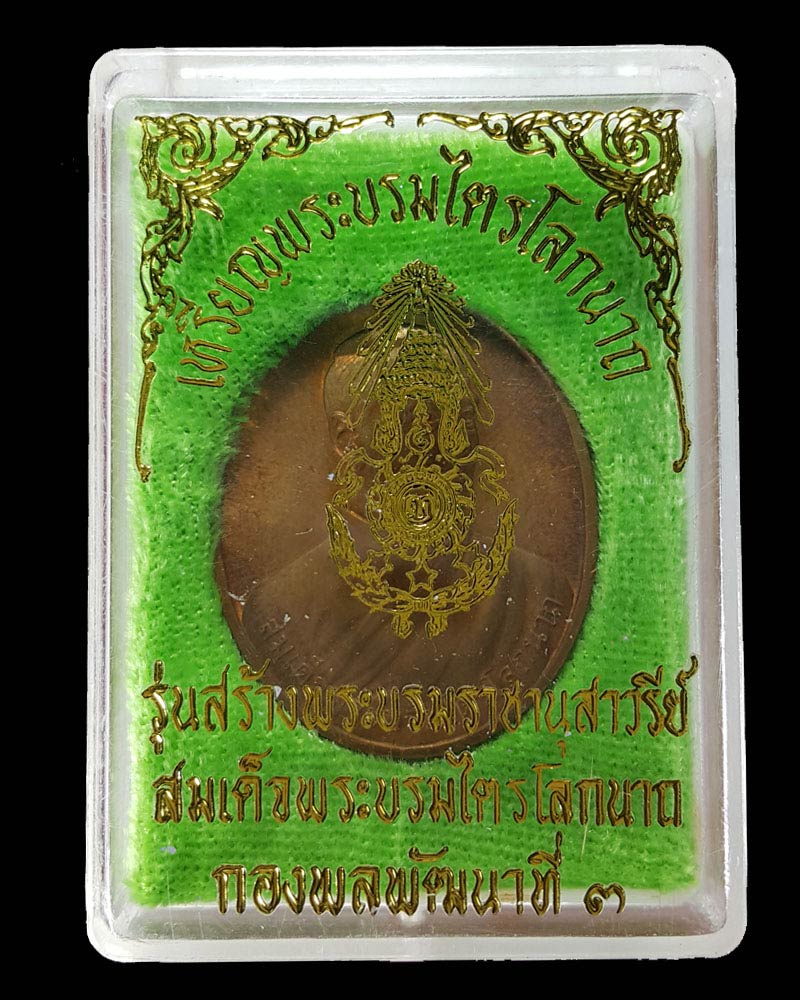 เหรียญพระบรมไตรโลกนาถ
รุ่นสร้างพระบรมราชานุสาวรีย์
สมเด็จพระบรมไตรโลกนาถ
กองพลพัฒนาที่ ๓